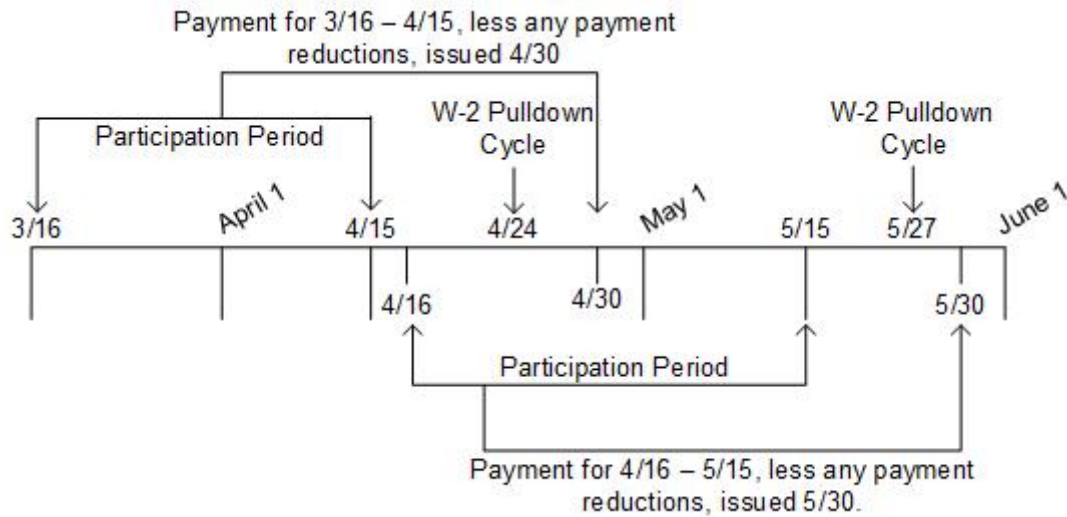 Payment for 3/16 – 4/15, less any payment
reductions, issued 4/30
W-2 Pulldown
Cycle
W-2 Pulldown
Cycle
Participation Period
April 1
May 1
June 1
3/16
4/15
4/24
5/15
5/27
4/16
4/30
5/30
Participation Period
Payment for 4/16 – 5/15, less any payment
reductions, issued 5/30.